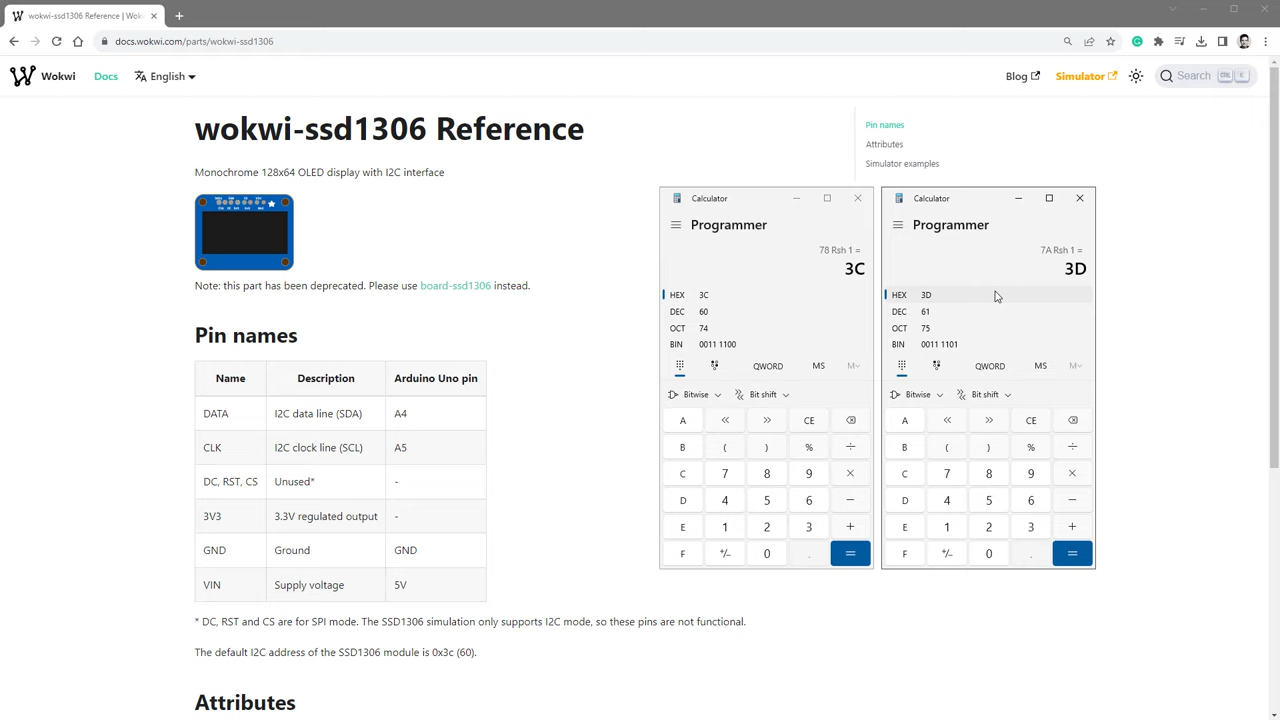 wokwi-ssd1306 Reference | Wok
docs.wokwi.com/parts/wokwi-ssd1306
Wokwi
Docs
English
Blog
Simulator
Search
CTRL
K
wokwi-ssd1306 Reference
Monochrome 128x64 OLED display with I2C interface
Note: this part has been deprecated. Please use board-ssd1306 instead.
Pin names
Name Description Arduino Uno pin
DATA I2C data line (SDA) A4
CLK I2C clock line (SCL) A5
DC, RST, CS Unused* -
3V3 3.3V regulated output -
GND Ground GND
VIN Supply voltage 5V
* DC, RST and CS are for SPI mode. The SSD1306 simulation only supports I2C mode, so these pins are not functional.
The default I2C address of the SSD1306 module is 0x3c (60).
Attributes
Pin names
Attributes
Simulator examples
Calculator
Programmer
78 Rsh 1 =
3C
HEX 3C
DEC 60
OCT 74
BIN 0011 1100
QWORD MS M
Bitwise Bit shift
A << >> CE
B ( ) % ÷
C 7 8 9 ×
D 4 5 6 −
E 1 2 3 +
F +/− 0 . =
Calculator
Programmer
7A Rsh 1 =
3D
HEX 3D
DEC 61
OCT 75
BIN 0011 1101
QWORD MS M
Bitwise Bit shift
A << >> CE
B ( ) % ÷
C 7 8 9 ×
D 4 5 6 −
E 1 2 3 +
F +/− 0 . =